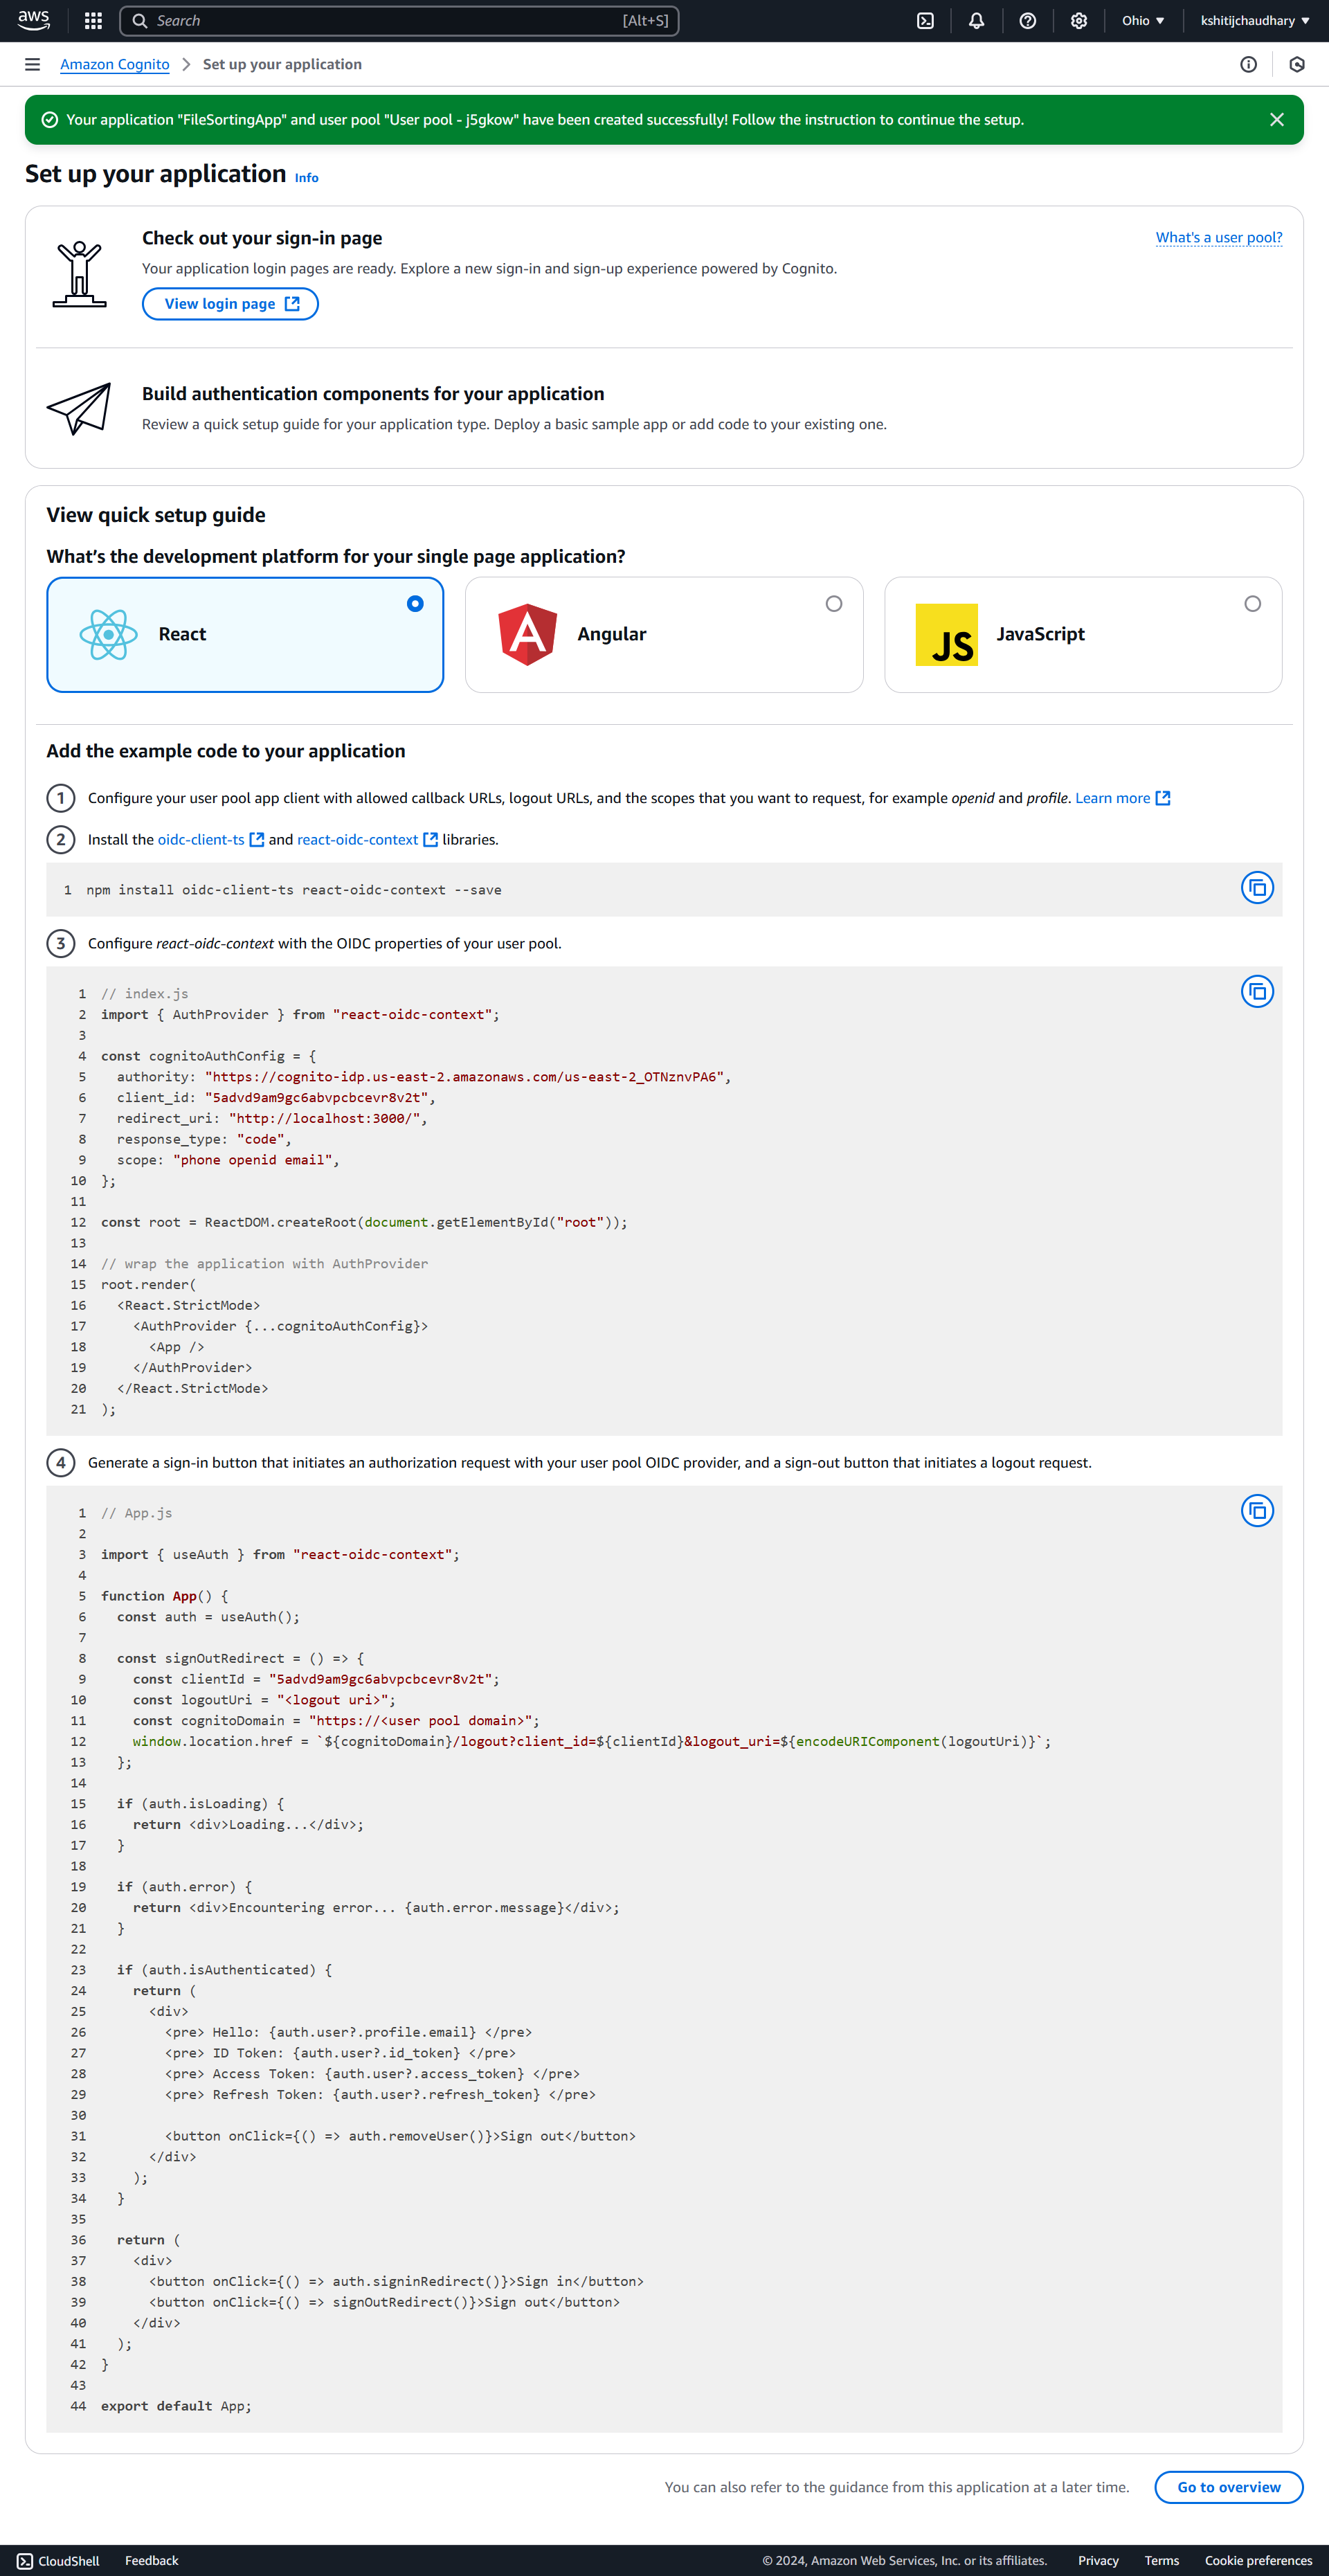 aws
Search [Alt+S]
Ohio ▼ kshitijchaudhary ▼
Amazon Cognito > Set up your application
Your application "FileSortingApp" and user pool "User pool - j5gkow" have been created successfully! Follow the instruction to continue the setup.
Set up your application Info
Check out your sign-in page
What's a user pool?
Your application login pages are ready. Explore a new sign-in and sign-up experience powered by Cognito.
View login page
Build authentication components for your application
Review a quick setup guide for your application type. Deploy a basic sample app or add code to your existing one.
View quick setup guide
What’s the development platform for your single page application?
React
Angular
JS JavaScript
Add the example code to your application
1 Configure your user pool app client with allowed callback URLs, logout URLs, and the scopes that you want to request, for example openid and profile. Learn more
2 Install the oidc-client-ts and react-oidc-context libraries.
1 npm install oidc-client-ts react-oidc-context --save
3 Configure react-oidc-context with the OIDC properties of your user pool.
1 // index.js
2 import { AuthProvider } from "react-oidc-context";
3
4 const cognitoAuthConfig = {
5   authority: "https://cognito-idp.us-east-2.amazonaws.com/us-east-2_OTNznvPA6",
6   client_id: "5advd9am9gc6abvpcbcevr8v2t",
7   redirect_uri: "http://localhost:3000/",
8   response_type: "code",
9   scope: "phone openid email",
10 };
11
12 const root = ReactDOM.createRoot(document.getElementById("root"));
13
14 // wrap the application with AuthProvider
15 root.render(
16   <React.StrictMode>
17     <AuthProvider {...cognitoAuthConfig}>
18       <App />
19     </AuthProvider>
20   </React.StrictMode>
21 );
4 Generate a sign-in button that initiates an authorization request with your user pool OIDC provider, and a sign-out button that initiates a logout request.
1 // App.js
2
3 import { useAuth } from "react-oidc-context";
4
5 function App() {
6   const auth = useAuth();
7
8   const signOutRedirect = () => {
9     const clientId = "5advd9am9gc6abvpcbcevr8v2t";
10     const logoutUri = "<logout uri>";
11     const cognitoDomain = "https://<user pool domain>";
12     window.location.href = `${cognitoDomain}/logout?client_id=${clientId}&logout_uri=${encodeURIComponent(logoutUri)}`;
13   };
14
15   if (auth.isLoading) {
16     return <div>Loading...</div>;
17   }
18
19   if (auth.error) {
20     return <div>Encountering error... {auth.error.message}</div>;
21   }
22
23   if (auth.isAuthenticated) {
24     return (
25       <div>
26         <pre> Hello: {auth.user?.profile.email} </pre>
27         <pre> ID Token: {auth.user?.id_token} </pre>
28         <pre> Access Token: {auth.user?.access_token} </pre>
29         <pre> Refresh Token: {auth.user?.refresh_token} </pre>
30
31         <button onClick={() => auth.removeUser()}>Sign out</button>
32       </div>
33     );
34   }
35
36   return (
37     <div>
38       <button onClick={() => auth.signinRedirect()}>Sign in</button>
39       <button onClick={() => signOutRedirect()}>Sign out</button>
40     </div>
41   );
42 }
43
44 export default App;
You can also refer to the guidance from this application at a later time. Go to overview
CloudShell Feedback © 2024, Amazon Web Services, Inc. or its affiliates. Privacy Terms Cookie preferences